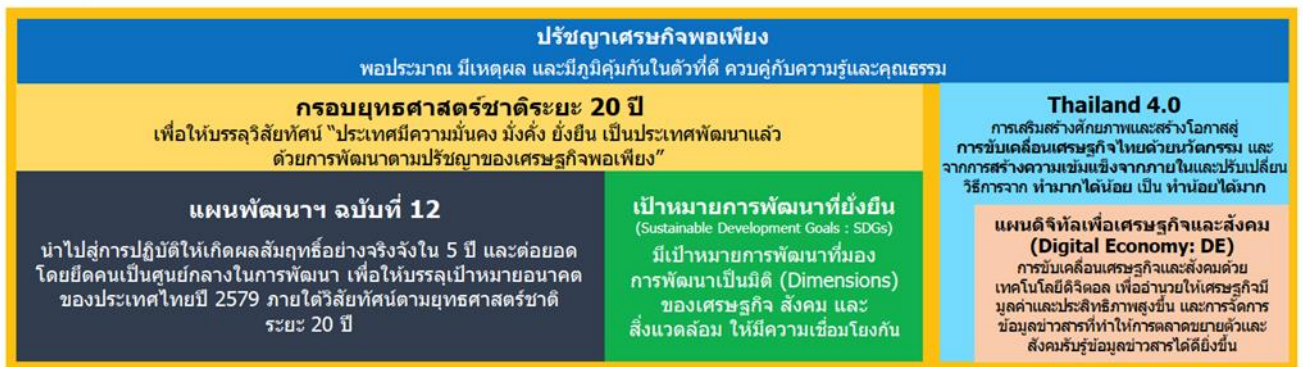 ปรัชญาเศรษฐกิจพอเพียง
พอประมาณ มีเหตุผล และมีภูมิคุ้มกันในตัวที่ดี ควบคู่กับความรู้และคุณธรรม
กรอบยุทธศาสตร์ชาติระยะ 20 ปี
เพื่อให้บรรลุวิสัยทัศน์ "ประเทศมีความมั่นคง มั่งคั่ง ยั่งยืน เป็นประเทศพัฒนาแล้ว
ด้วยการพัฒนาตามปรัชญาของเศรษฐกิจพอเพียง"
แผนพัฒนาฯ ฉบับที่ 12
นำไปสู่การปฏิบัติให้เกิดผลสัมฤทธิ์อย่างจริงจังใน 5 ปี และต่อยอด
โดยยึดคนเป็นศูนย์กลางในการพัฒนา เพื่อให้บรรลุเป้าหมายอนาคต
ของประเทศไทยปี 2579 ภายใต้วิสัยทัศน์ตามยุทธศาสตร์ชาติ
ระยะ 20 ปี
เป้าหมายการพัฒนาที่ยั่งยืน
(Sustainable Development Goals : SDGs)
มีเป้าหมายการพัฒนาที่มอง
การพัฒนาเป็นมิติ (Dimensions)
ของเศรษฐกิจ สังคม และ
สิ่งแวดล้อม ให้มีความเชื่อมโยงกัน
Thailand 4.0
การเสริมสร้างศักยภาพและสร้างโอกาสสู่
การขับเคลื่อนเศรษฐกิจไทยด้วยนวัตกรรม และ
จากการสร้างความเข้มแข็งจากภายในและปรับเปลี่ยน
วิธีการจาก ทำมากได้น้อย เป็น ทำน้อยได้มาก
แผนดิจิทัลเพื่อเศรษฐกิจและสังคม
(Digital Economy: DE)
การขับเคลื่อนเศรษฐกิจและสังคมด้วย
เทคโนโลยีดิจิตอล เพื่ออำนวยให้เศรษฐกิจมี
มูลค่าและประสิทธิภาพสูงขึ้น และการจัดการ
ข้อมูลข่าวสารที่ทำให้การตลาดขยายตัวและ
สังคมรับรู้ข้อมูลข่าวสารได้ดียิ่งขึ้น